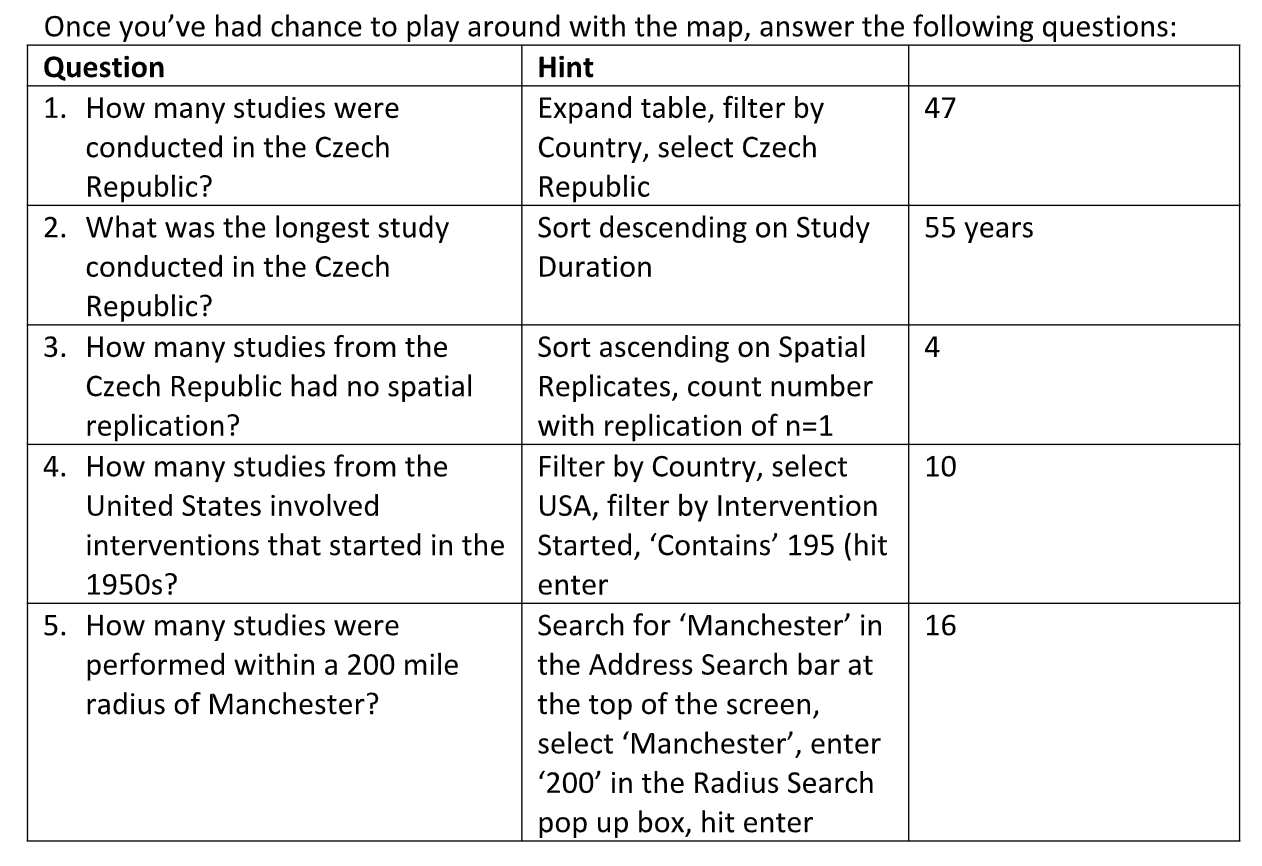 Once you’ve had chance to play around with the map, answer the following questions:
Question
Hint
1. How many studies were
conducted in the Czech
Republic?
Expand table, filter by
Country, select Czech
Republic
47
2. What was the longest study
conducted in the Czech
Republic?
Sort descending on Study
Duration
55 years
3. How many studies from the
Czech Republic had no spatial
replication?
Sort ascending on Spatial
Replicates, count number
with replication of n=1
4
4. How many studies from the
United States involved
interventions that started in the
1950s?
Filter by Country, select
USA, filter by Intervention
Started, ‘Contains’ 195 (hit
enter
10
5. How many studies were
performed within a 200 mile
radius of Manchester?
Search for ‘Manchester’ in
the Address Search bar at
the top of the screen,
select ‘Manchester’, enter
‘200’ in the Radius Search
pop up box, hit enter
16